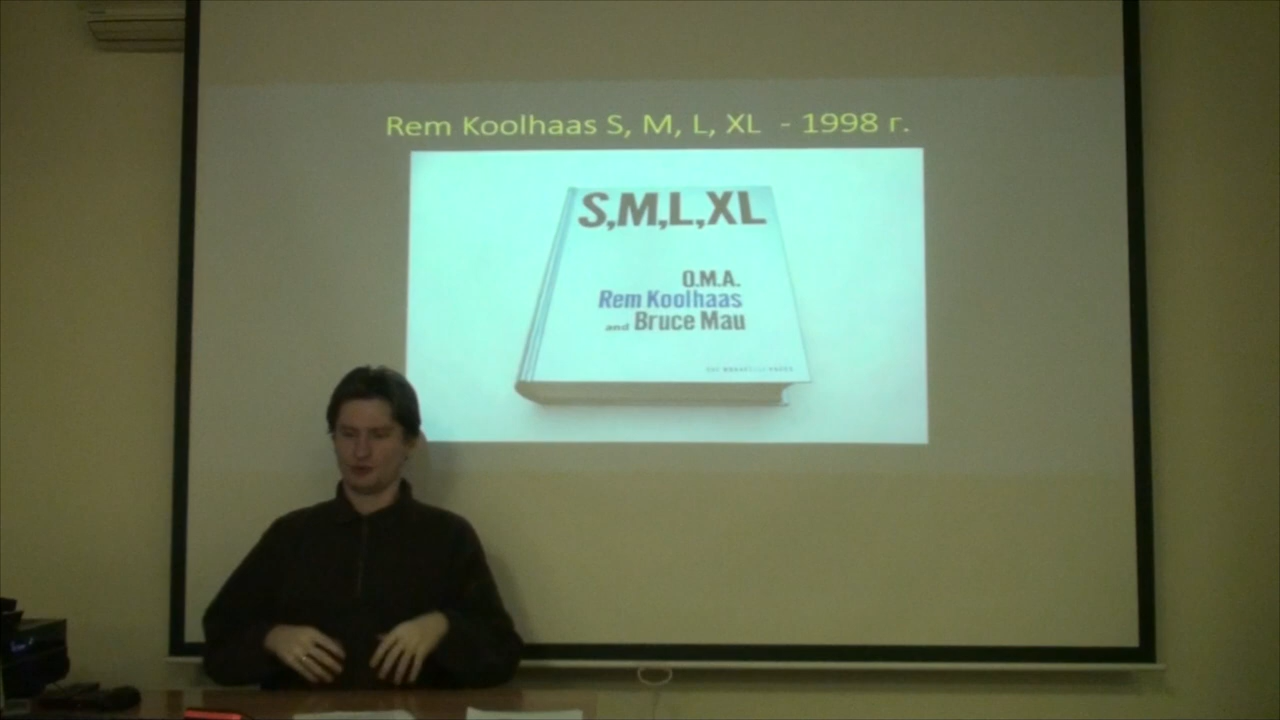 Rem Koolhaas S, M, L, XL - 1998 г.
S,M,L,XL
O.M.A.
Rem Koolhaas
and Bruce Mau